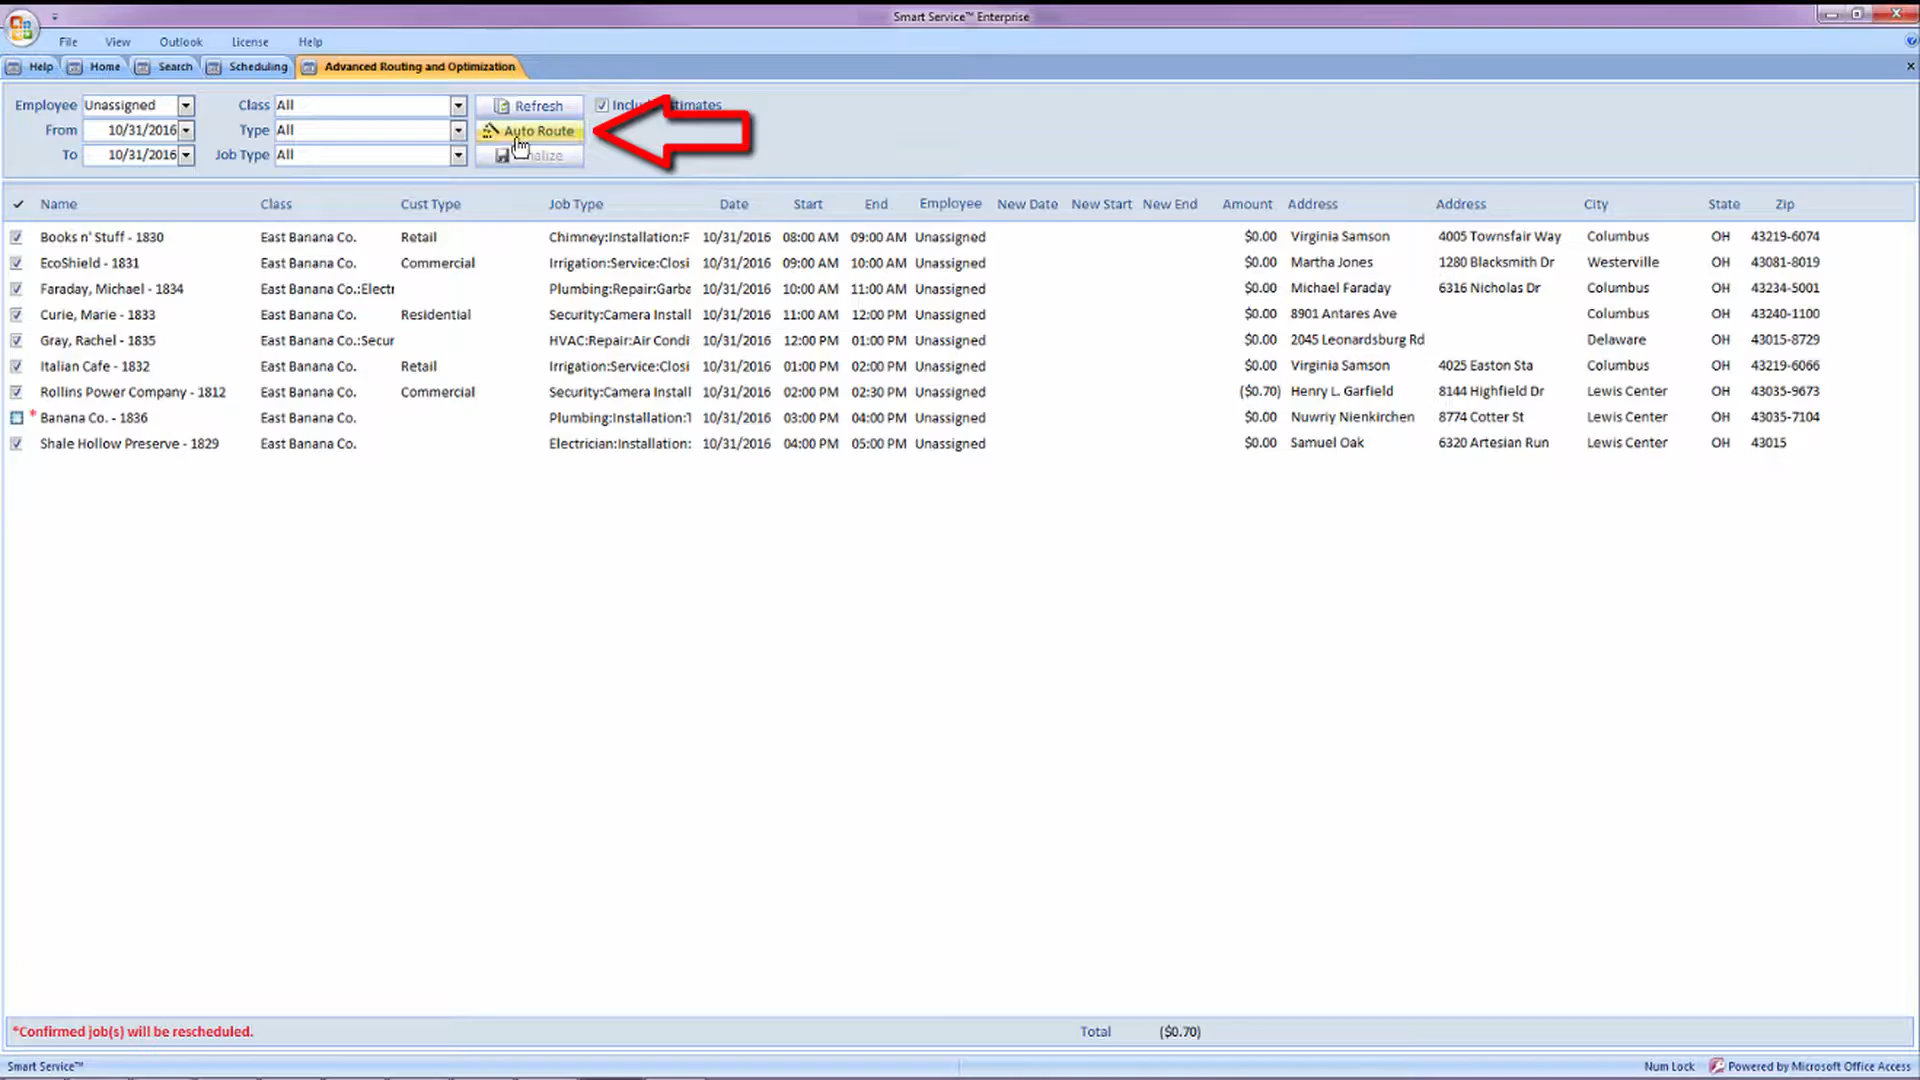 Smart Service™ Enterprise
File View Outlook License Help
Help Home Search Scheduling Advanced Routing and Optimization
Employee Unassigned Class All Refresh
From 10/31/2016 Type All Auto Route
To 10/31/2016 Job Type All
Name Class Cust Type Job Type Date Start End Employee New Date New Start New End Amount Address Address City State Zip
Books n' Stuff - 1830 East Banana Co. Retail Chimney:Installation:F 10/31/2016 08:00 AM 09:00 AM Unassigned $0.00 Virginia Samson 4005 Townsfair Way Columbus OH 43219-6074
EcoShield - 1831 East Banana Co. Commercial Irrigation:Service:Closi 10/31/2016 09:00 AM 10:00 AM Unassigned $0.00 Martha Jones 1280 Blacksmith Dr Westerville OH 43081-8019
Faraday, Michael - 1834 East Banana Co.:Electr Plumbing:Repair:Garba 10/31/2016 10:00 AM 11:00 AM Unassigned $0.00 Michael Faraday 6316 Nicholas Dr Columbus OH 43234-5001
Curie, Marie - 1833 East Banana Co. Residential Security:Camera Install 10/31/2016 11:00 AM 12:00 PM Unassigned $0.00 8901 Antares Ave Columbus OH 43240-1100
Gray, Rachel - 1835 East Banana Co.:Secur HVAC:Repair:Air Condi 10/31/2016 12:00 PM 01:00 PM Unassigned $0.00 2045 Leonardsburg Rd Delaware OH 43015-8729
Italian Cafe - 1832 East Banana Co. Retail Irrigation:Service:Closi 10/31/2016 01:00 PM 02:00 PM Unassigned $0.00 Virginia Samson 4025 Easton Sta Columbus OH 43219-6066
Rollins Power Company - 1812 East Banana Co. Commercial Security:Camera Install 10/31/2016 02:00 PM 02:30 PM Unassigned ($0.70) Henry L. Garfield 8144 Highfield Dr Lewis Center OH 43035-9673
* Banana Co. - 1836 East Banana Co. Plumbing:Installation:T 10/31/2016 03:00 PM 04:00 PM Unassigned $0.00 Nuwriy Nienkirchen 8774 Cotter St Lewis Center OH 43035-7104
Shale Hollow Preserve - 1829 East Banana Co. Electrician:Installation: 10/31/2016 04:00 PM 05:00 PM Unassigned $0.00 Samuel Oak 6320 Artesian Run Lewis Center OH 43015
*Confirmed job(s) will be rescheduled. Total ($0.70)
Smart Service™ Num Lock Powered by Microsoft Office Access